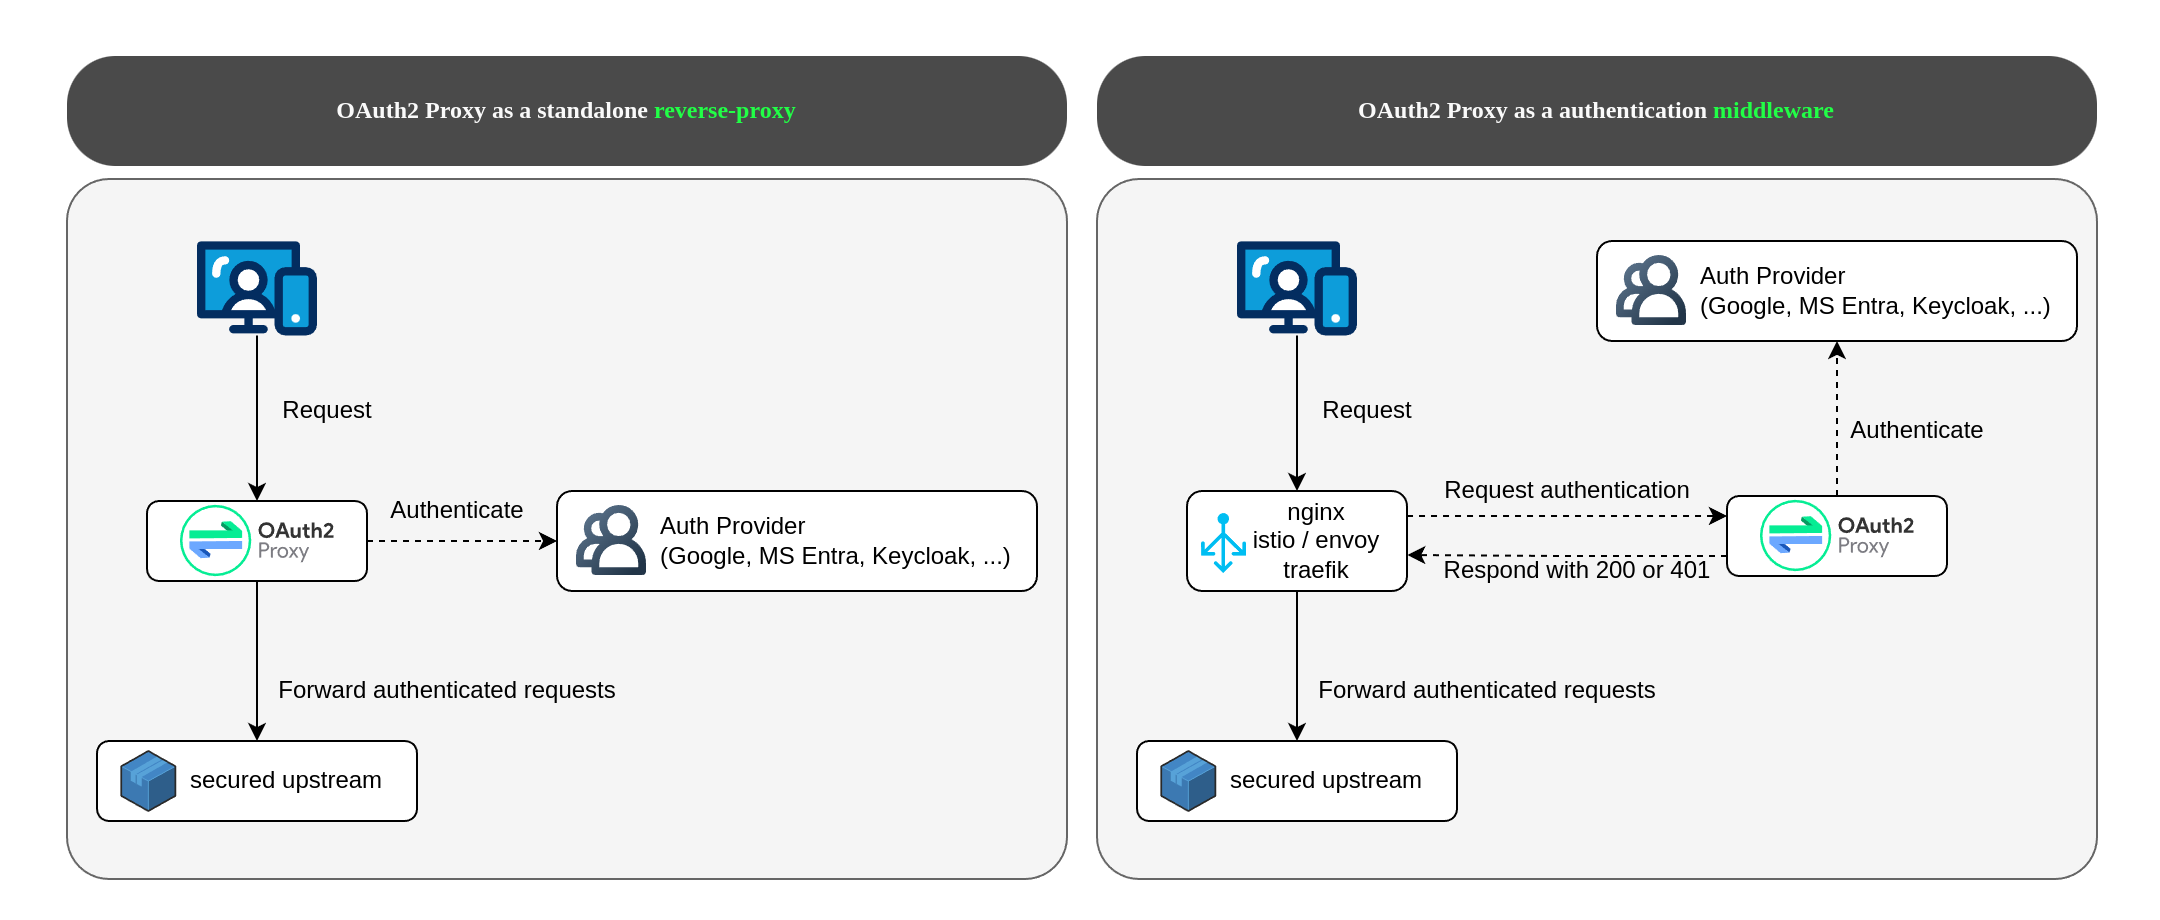 OAuth2 Proxy as a standalone reverse-proxy
Request
OAuth2
Proxy
Authenticate
Auth Provider
(Google, MS Entra, Keycloak, ...)
Forward authenticated requests
secured upstream
OAuth2 Proxy as a authentication middleware
Auth Provider
(Google, MS Entra, Keycloak, ...)
Request
Authenticate
nginx
istio / envoy
traefik
Request authentication
Respond with 200 or 401
OAuth2
Proxy
Forward authenticated requests
secured upstream